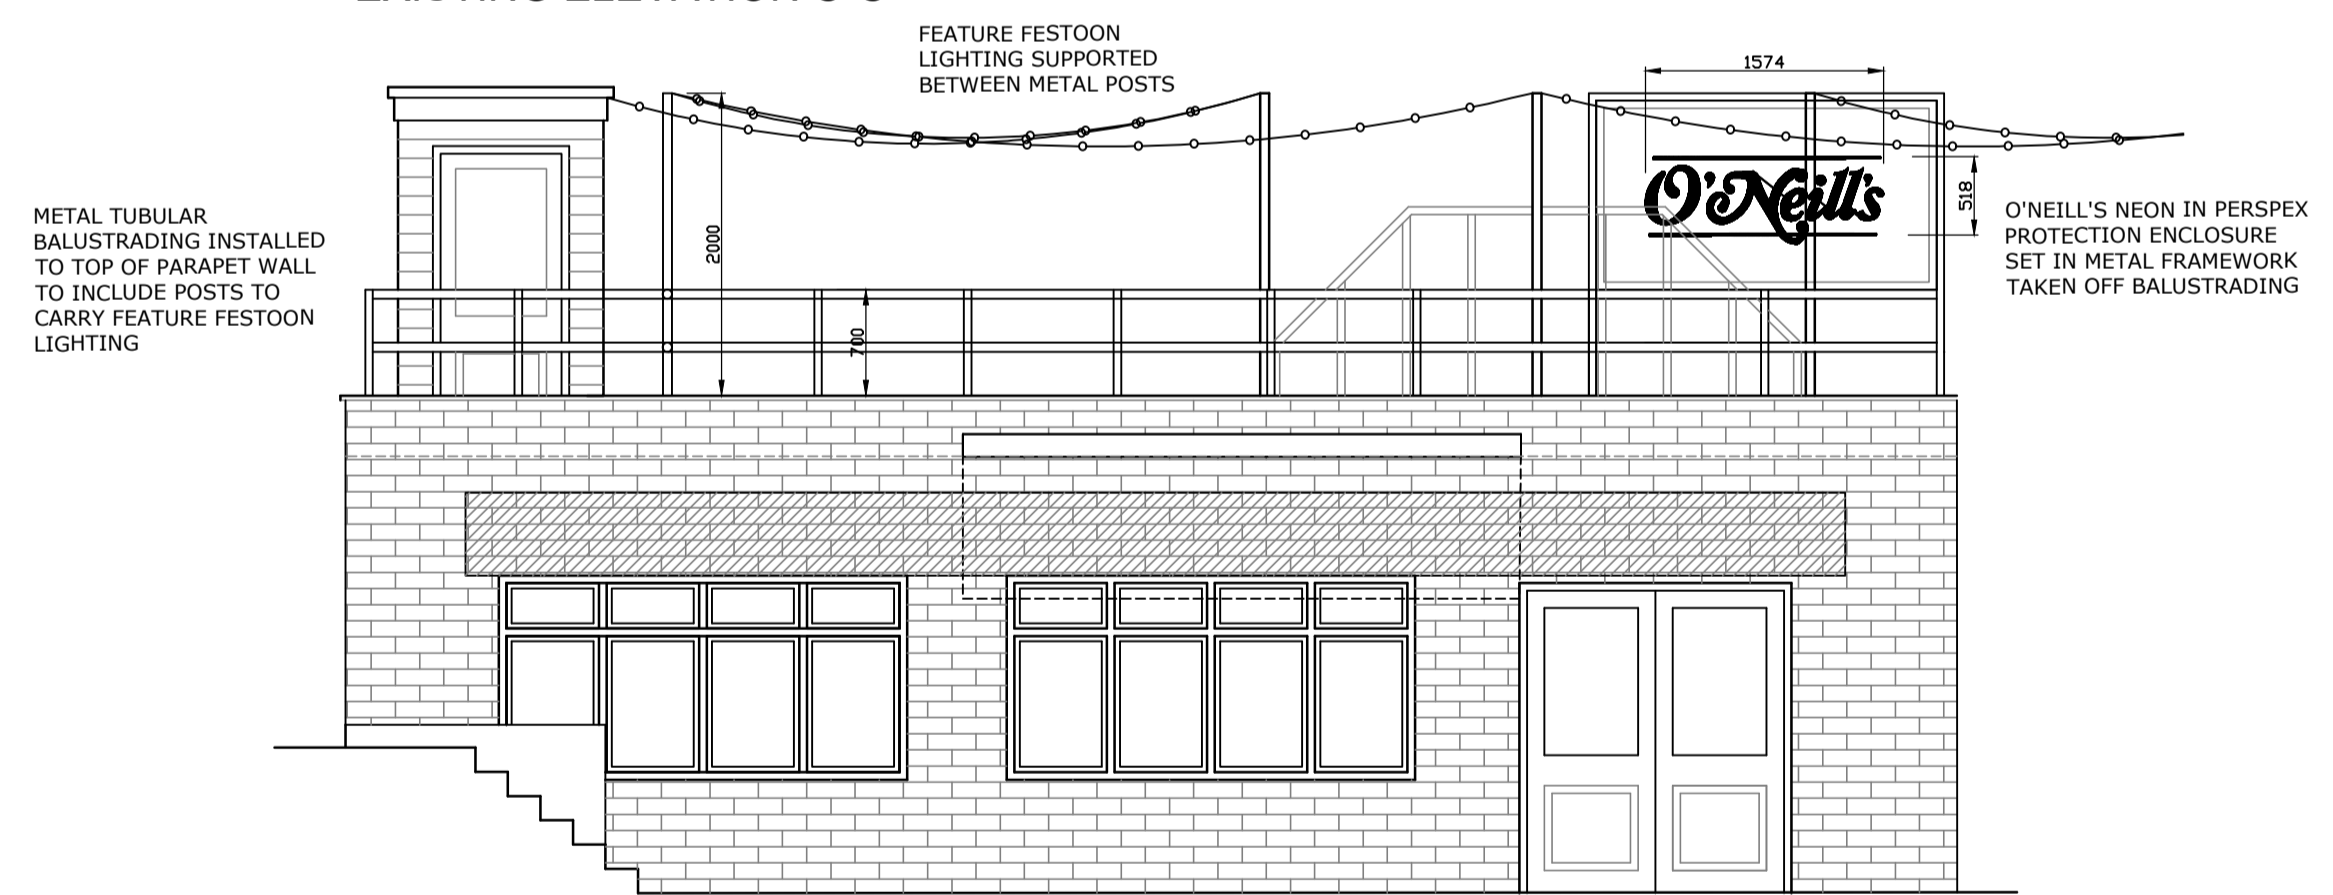 FEATURE FESTOON
LIGHTING SUPPORTED
BETWEEN METAL POSTS
1574
METAL TUBULAR
BALUSTRADING INSTALLED
TO TOP OF PARAPET WALL
TO INCLUDE POSTS TO
CARRY FEATURE FESTOON
LIGHTING
2000
700
O'Neill's
518
O'NEILL'S NEON IN PERSPEX
PROTECTION ENCLOSURE
SET IN METAL FRAMEWORK
TAKEN OFF BALUSTRADING